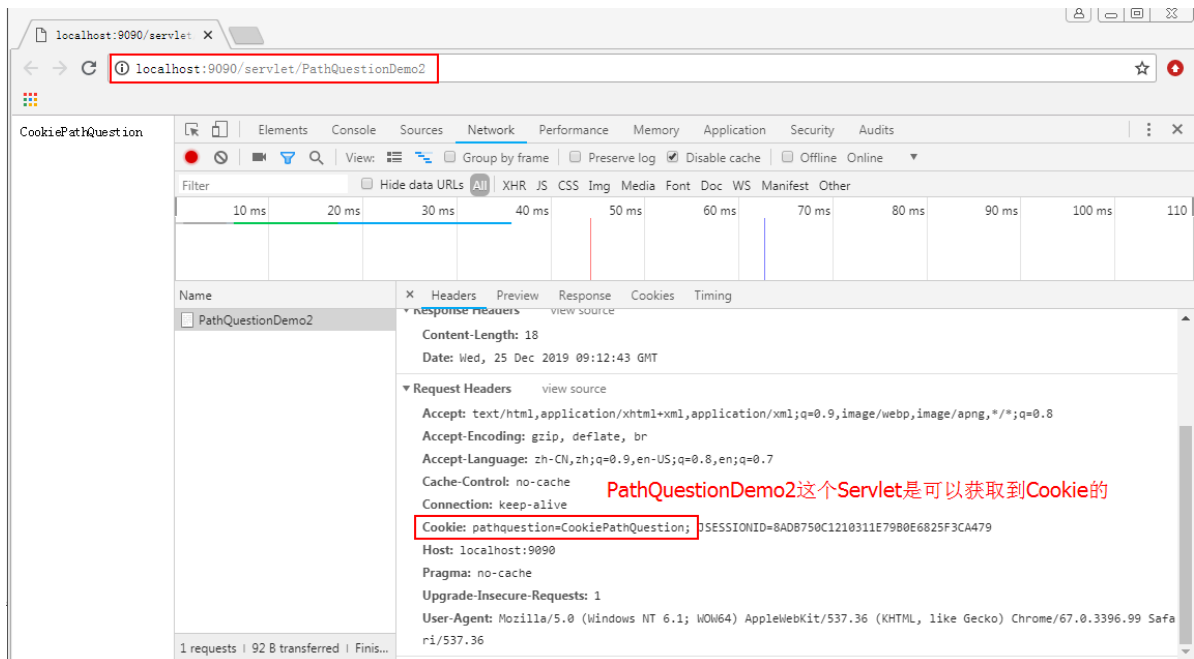 localhost:9090/servlet
localhost:9090/servlet/PathQuestionDemo2
CookiePathQuestion
Elements Console Sources Network Performance Memory Application Security Audits
View: Group by frame Preserve log Disable cache Offline Online
Filter Hide data URLs All XHR JS CSS Img Media Font Doc WS Manifest Other
10 ms 20 ms 30 ms 40 ms 50 ms 60 ms 70 ms 80 ms 90 ms 100 ms 110
Name
PathQuestionDemo2
Headers Preview Response Cookies Timing
Response Headers view source
Content-Length: 18
Date: Wed, 25 Dec 2019 09:12:43 GMT
Request Headers view source
Accept: text/html,application/xhtml+xml,application/xml;q=0.9,image/webp,image/apng,*/*;q=0.8
Accept-Encoding: gzip, deflate, br
Accept-Language: zh-CN,zh;q=0.9,en-US;q=0.8,en;q=0.7
Cache-Control: no-cache
PathQuestionDemo2这个Servlet是可以获取到Cookie的
Connection: keep-alive
Cookie: pathquestion=CookiePathQuestion; JSESSIONID=8ADB750C1210311E79B0E6825F3CA479
Host: localhost:9090
Pragma: no-cache
Upgrade-Insecure-Requests: 1
User-Agent: Mozilla/5.0 (Windows NT 6.1; WOW64) AppleWebKit/537.36 (KHTML, like Gecko) Chrome/67.0.3396.99 Safa
ri/537.36
1 requests | 92 B transferred | Finis...